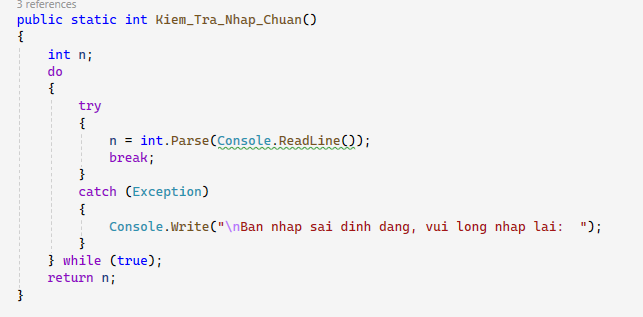 3 references
public static int Kiem_Tra_Nhap_Chuan()
{
int n;
do
{
try
{
n = int.Parse(Console.ReadLine());
break;
}
catch (Exception)
{
Console.Write("\nBan nhap sai dinh dang, vui long nhap lai:  ");
}
} while (true);
return n;
}